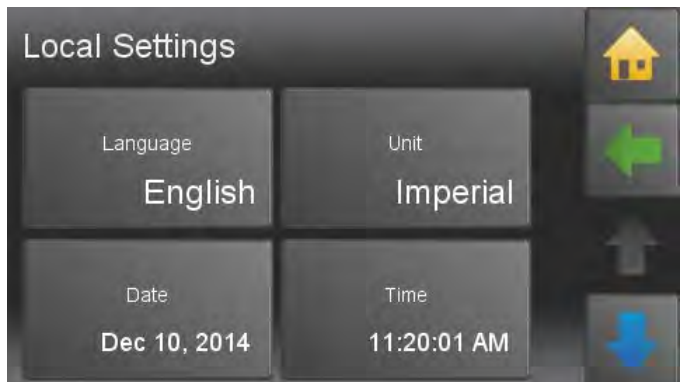 Local Settings
Language
Unit
English
Imperial
Date
Time
Dec 10, 2014
11:20:01 AM